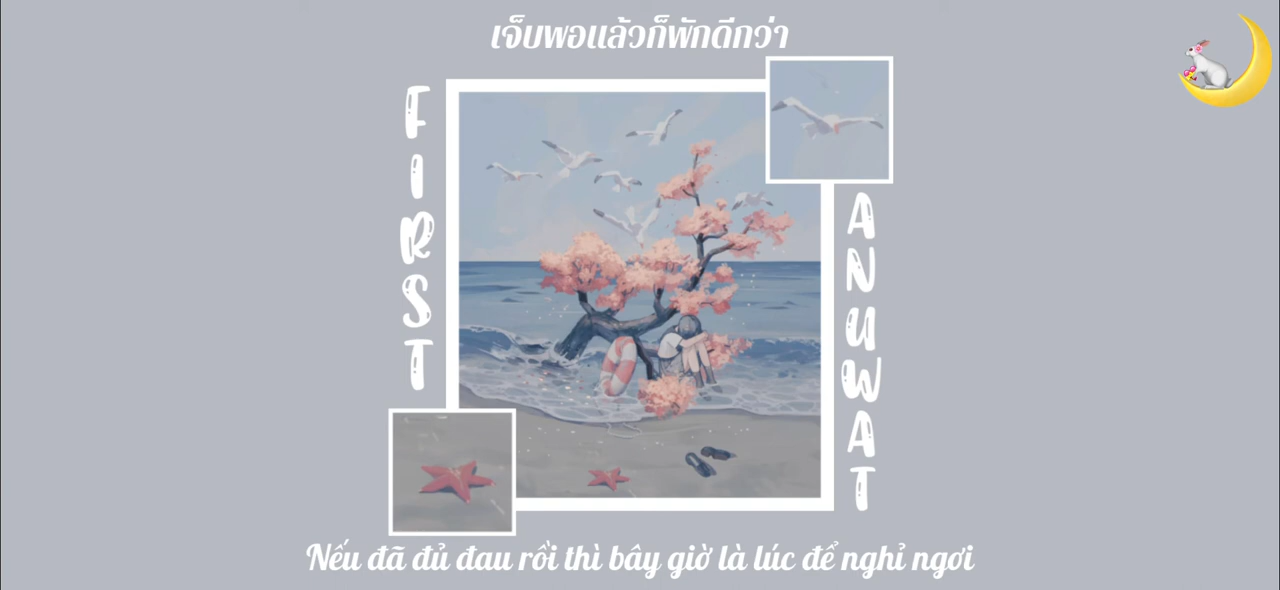 เจ็บพอแล้วก็พักดีกว่า
FIRST
ANUWAT
Nếu đã đủ đau rồi thì bây giờ là lúc để nghỉ ngơi